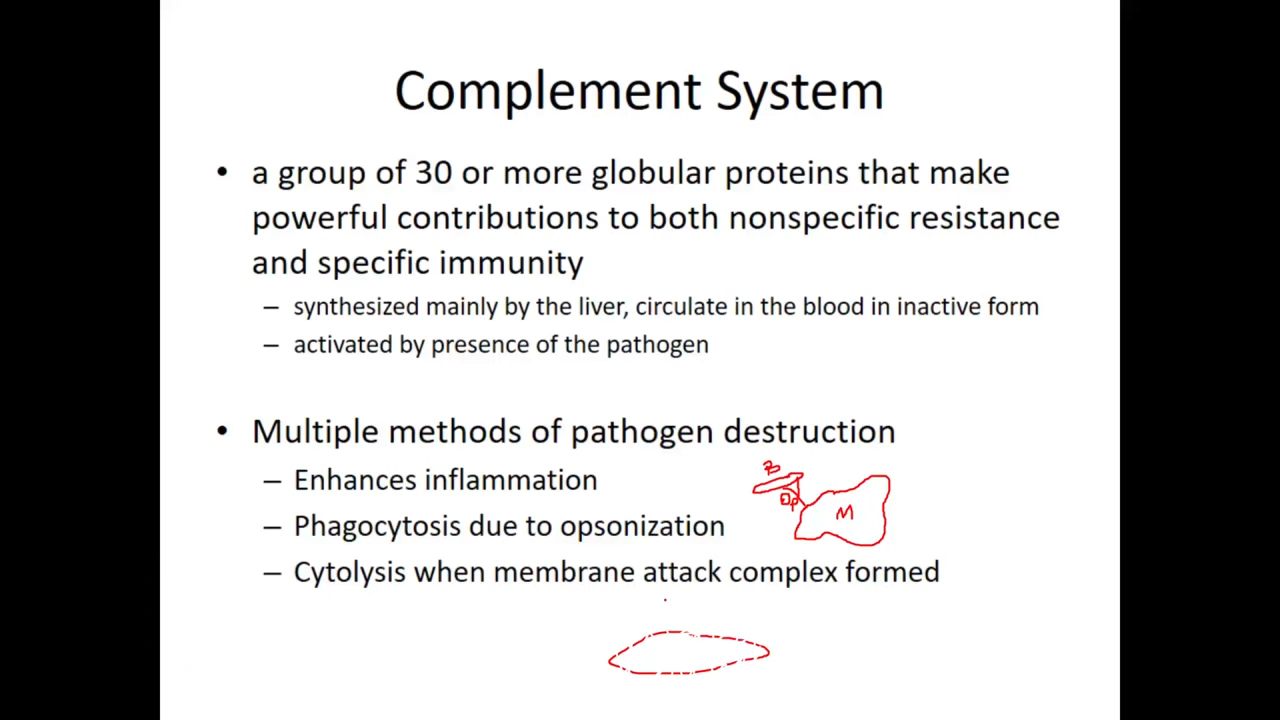 Complement System
• a group of 30 or more globular proteins that make
powerful contributions to both nonspecific resistance
and specific immunity
– synthesized mainly by the liver, circulate in the blood in inactive form
– activated by presence of the pathogen
• Multiple methods of pathogen destruction
– Enhances inflammation
B
– Phagocytosis due to opsonization
Op
M
– Cytolysis when membrane attack complex formed